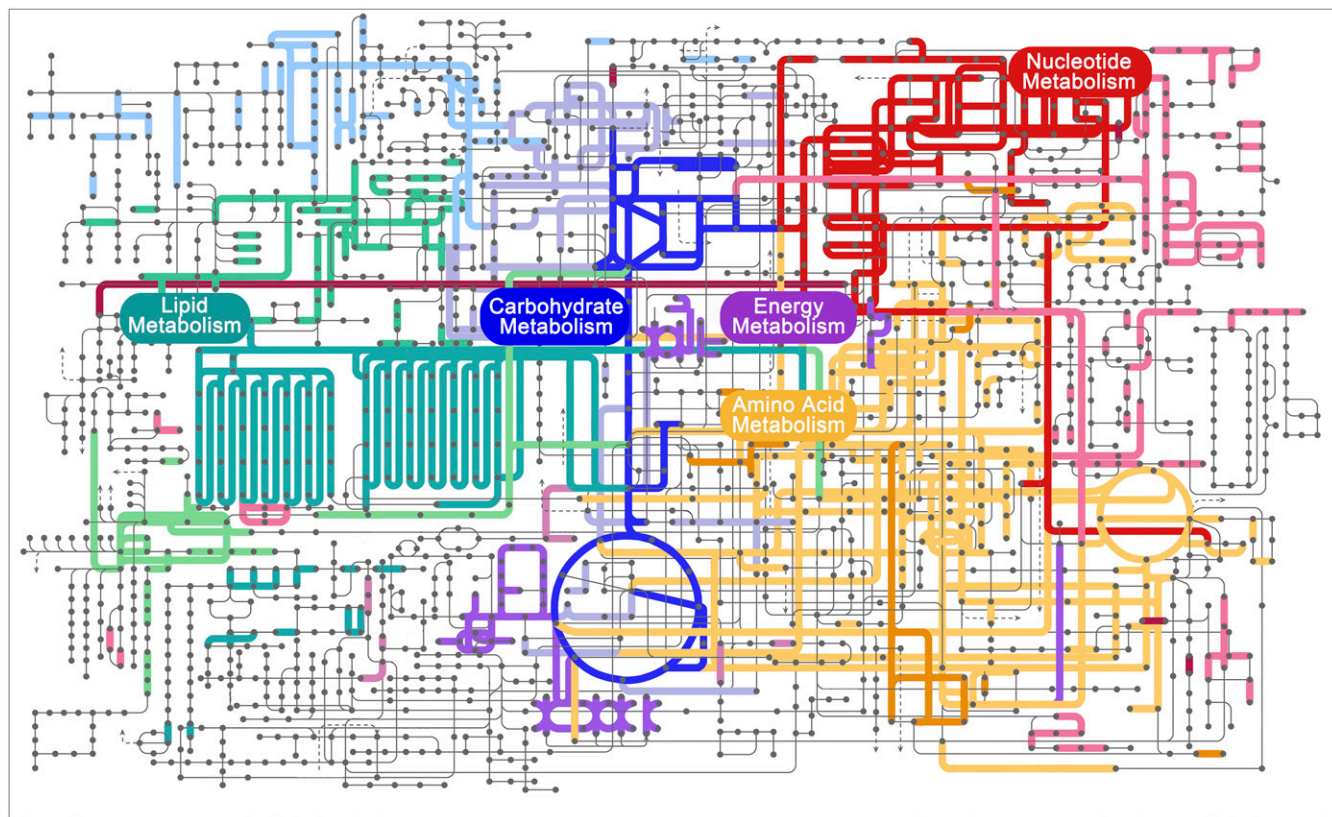 Nucleotide
Metabolism
Lipid
Metabolism
Carbohydrate
Metabolism
Energy
Metabolism
Amino Acid
Metabolism